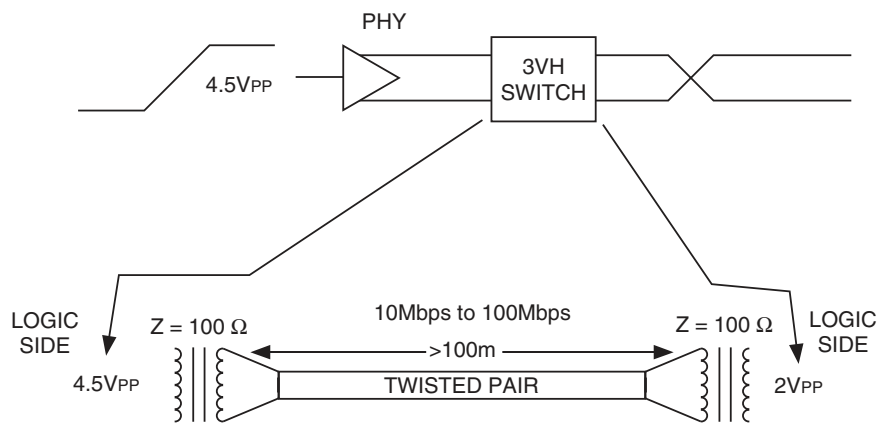 PHY
4.5VPP
3VH
SWITCH
10Mbps to 100Mbps
LOGIC
SIDE
Z = 100 Ω
Z = 100 Ω
LOGIC
SIDE
>100m
4.5VPP
TWISTED PAIR
2VPP